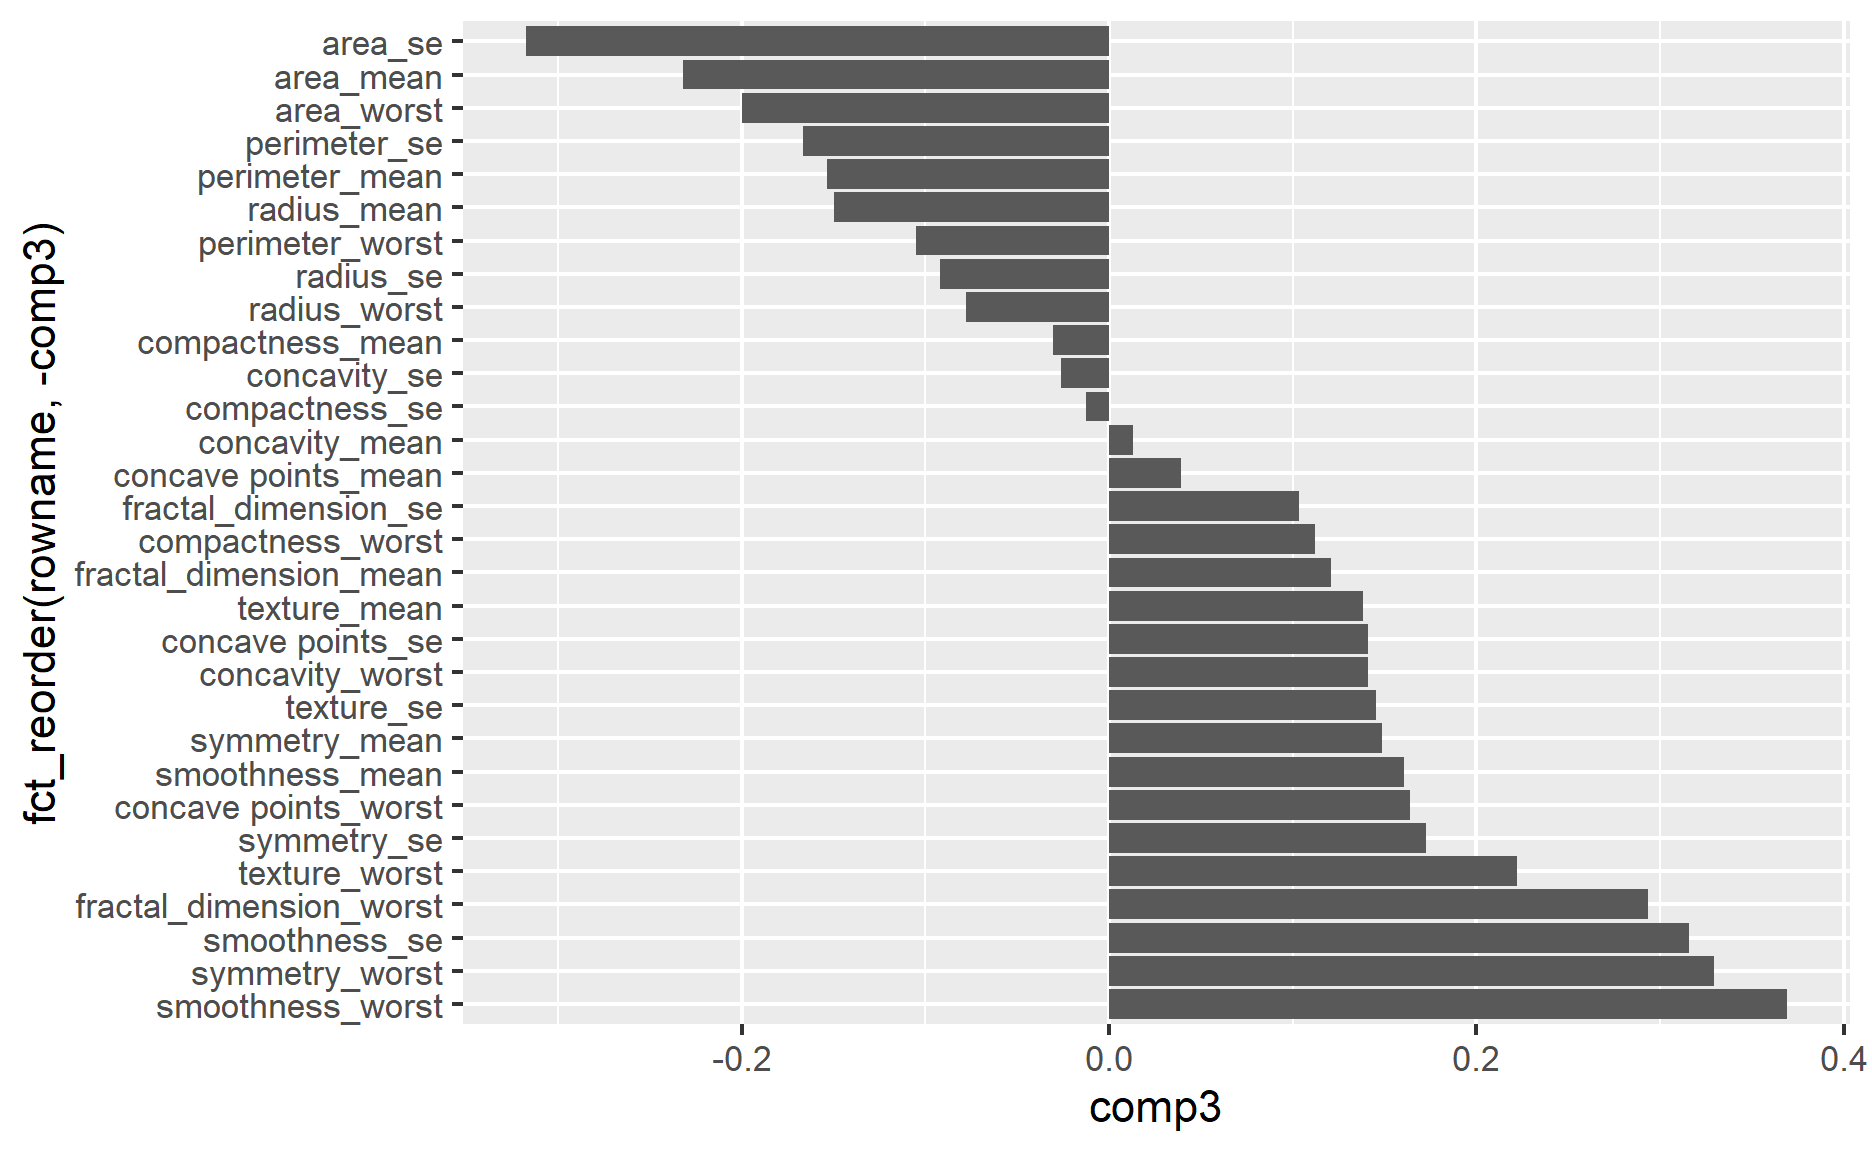 fct_reorder(rowname, -comp3)
area_se
area_mean
area_worst
perimeter_se
perimeter_mean
radius_mean
perimeter_worst
radius_se
radius_worst
compactness_mean
concavity_se
compactness_se
concavity_mean
concave points_mean
fractal_dimension_se
compactness_worst
fractal_dimension_mean
texture_mean
concave points_se
concavity_worst
texture_se
symmetry_mean
smoothness_mean
concave points_worst
symmetry_se
texture_worst
fractal_dimension_worst
smoothness_se
symmetry_worst
smoothness_worst
-0.2 0.0 0.2 0.4
comp3